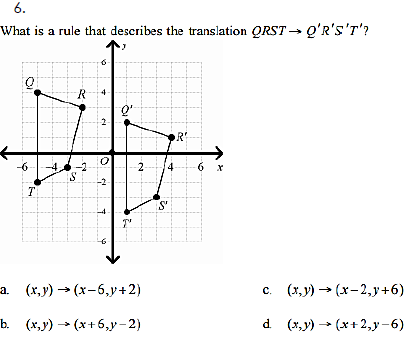 6.
What is a rule that describes the translation QRST → Q'R'S'T'?
y
6
Q
R
4
Q'
2
R'
-6
-4
-2
O
2
4
6
x
S
T
-2
S'
-4
T'
-6
a. (x,y) → (x−6,y+2)
c. (x,y) → (x−2,y+6)
b. (x,y) → (x+6,y−2)
d. (x,y) → (x+2,y−6)